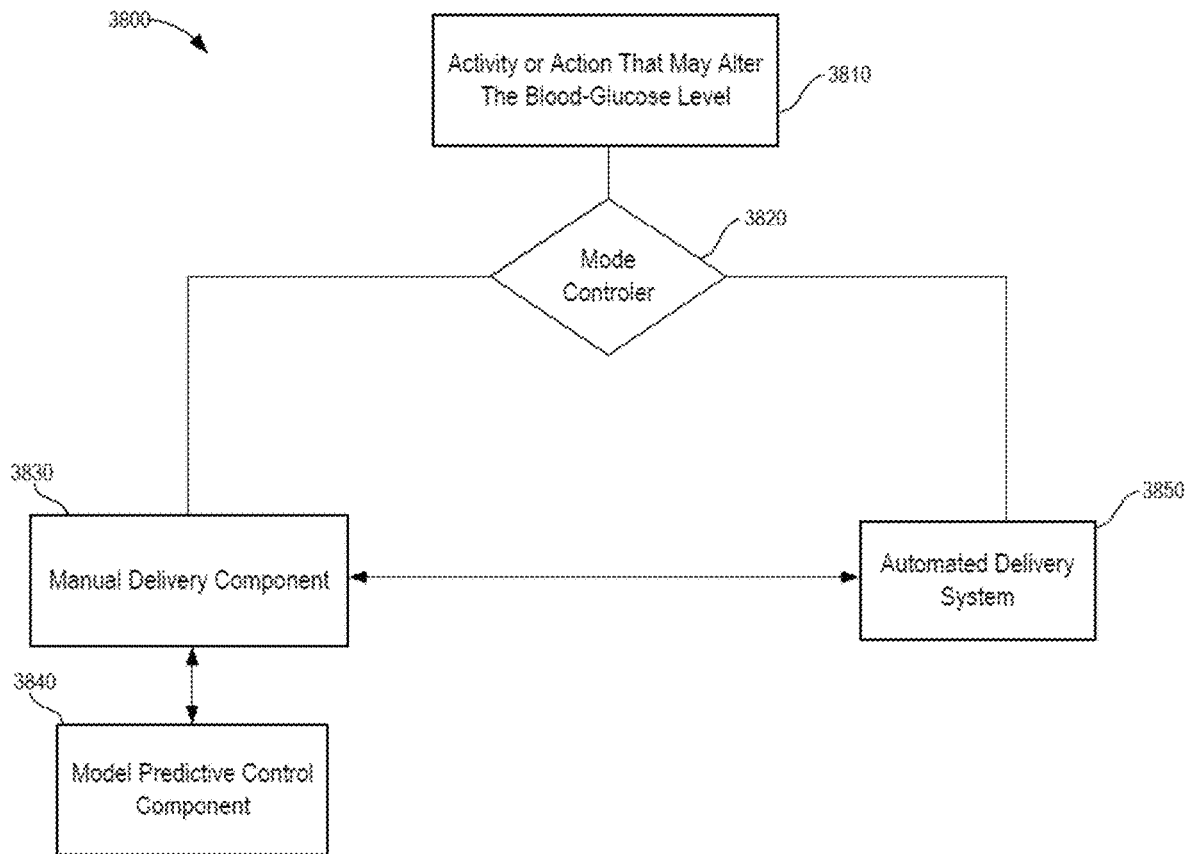 3800
Activity or Action That May Alter
The Blood-Glucose Level
3810
3820
Mode
Controler
3830
Manual Delivery Component
3850
Automated Delivery
System
3840
Model Predictive Control
Component